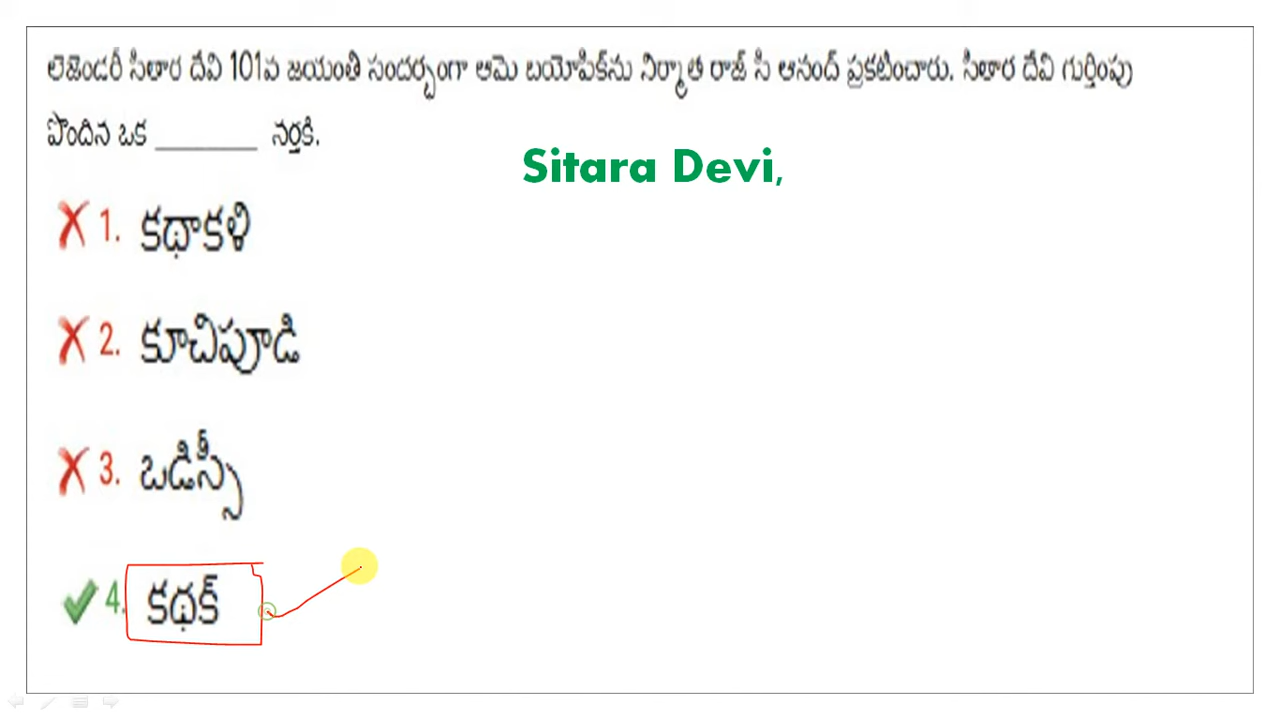 లెజెండరీ సితార దేవి 101వ జయంతి సందర్భంగా ఆమె బయోపిక్‌ను నిర్మాత రాజ్ సి ఆనంద్ ప్రకటించారు. సితార దేవి గుర్తింపు
పొందిన ఒక ________ నర్తకి.
Sitara Devi,
1. కథాకళి
2. కూచిపూడి
3. ఒడిస్సీ
4. కథక్